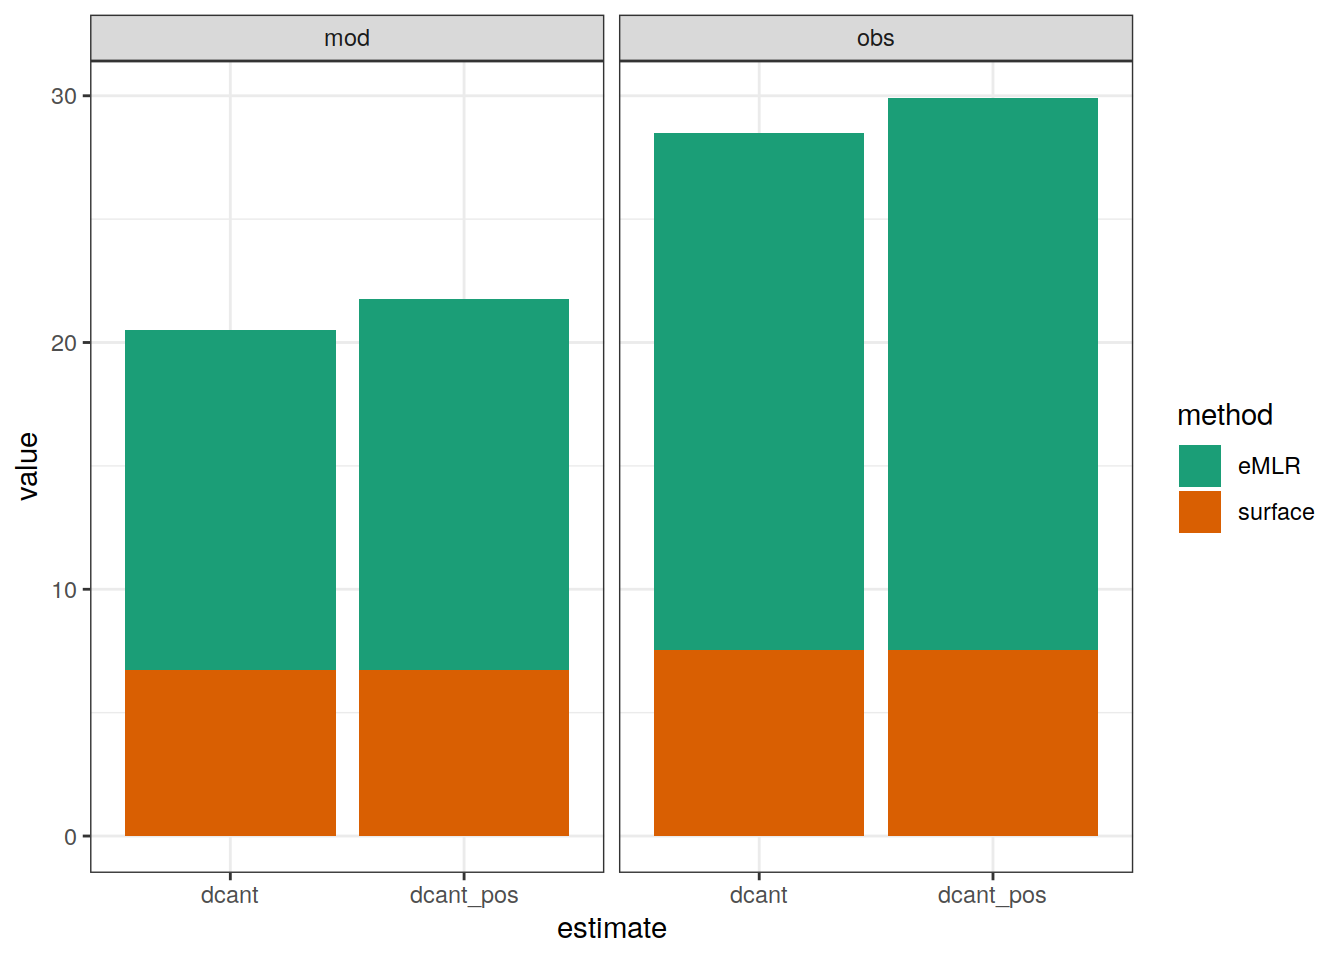 mod
obs
30
20
10
0
value
dcant
dcant_pos
dcant
dcant_pos
estimate
method
eMLR
surface